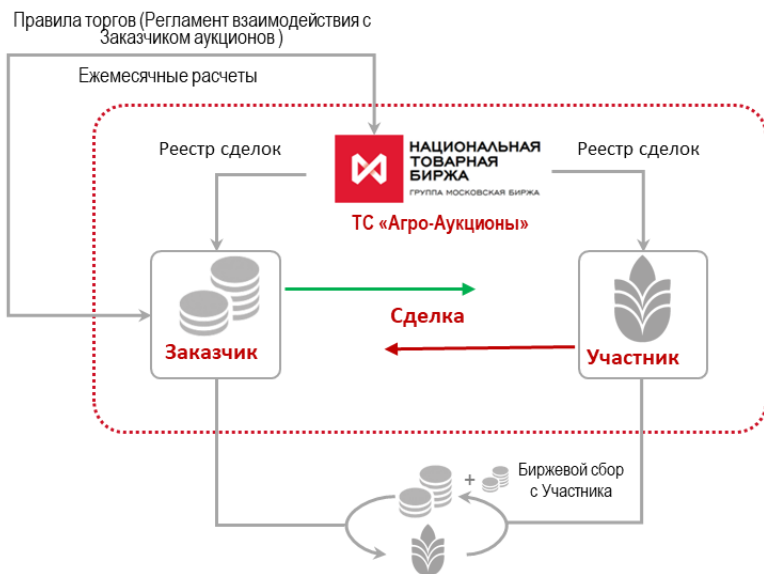 Правила торгов (Регламент взаимодействия с
Заказчиком аукционов )
Ежемесячные расчеты
Реестр сделок
НАЦИОНАЛЬНАЯ
ТОВАРНАЯ
БИРЖА
ГРУППА МОСКОВСКАЯ БИРЖА
Реестр сделок
ТС «Агро-Аукционы»
Сделка
Заказчик
Участник
+
Биржевой сбор
с Участника